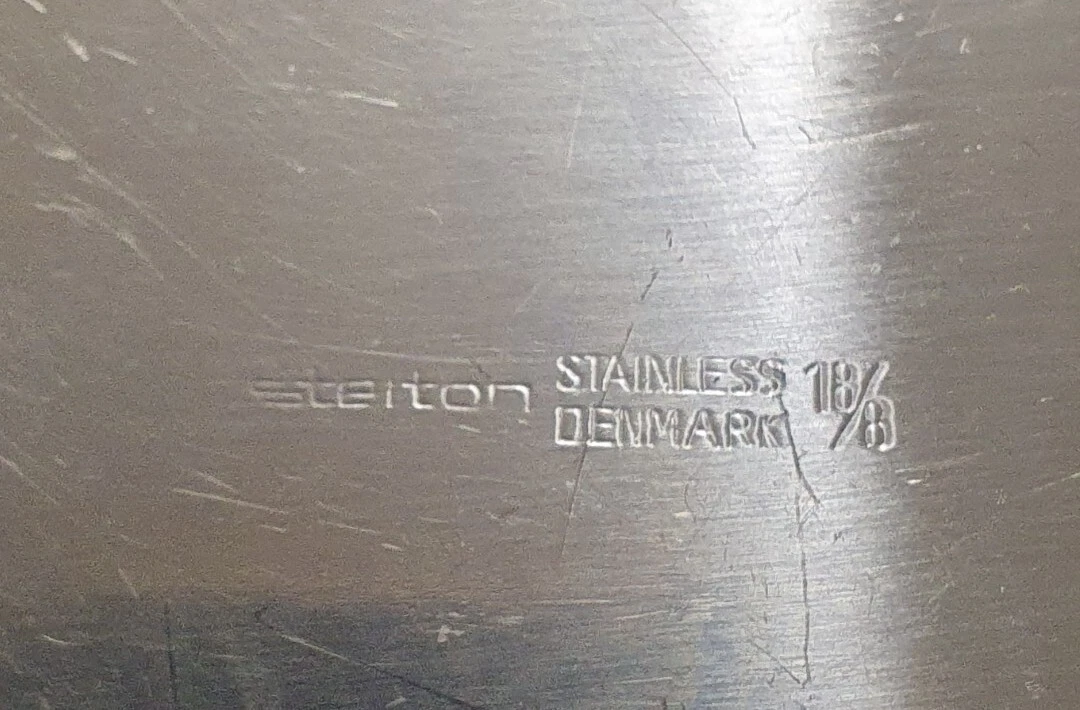 stelton
STAINLESS
DENMARK
18/8